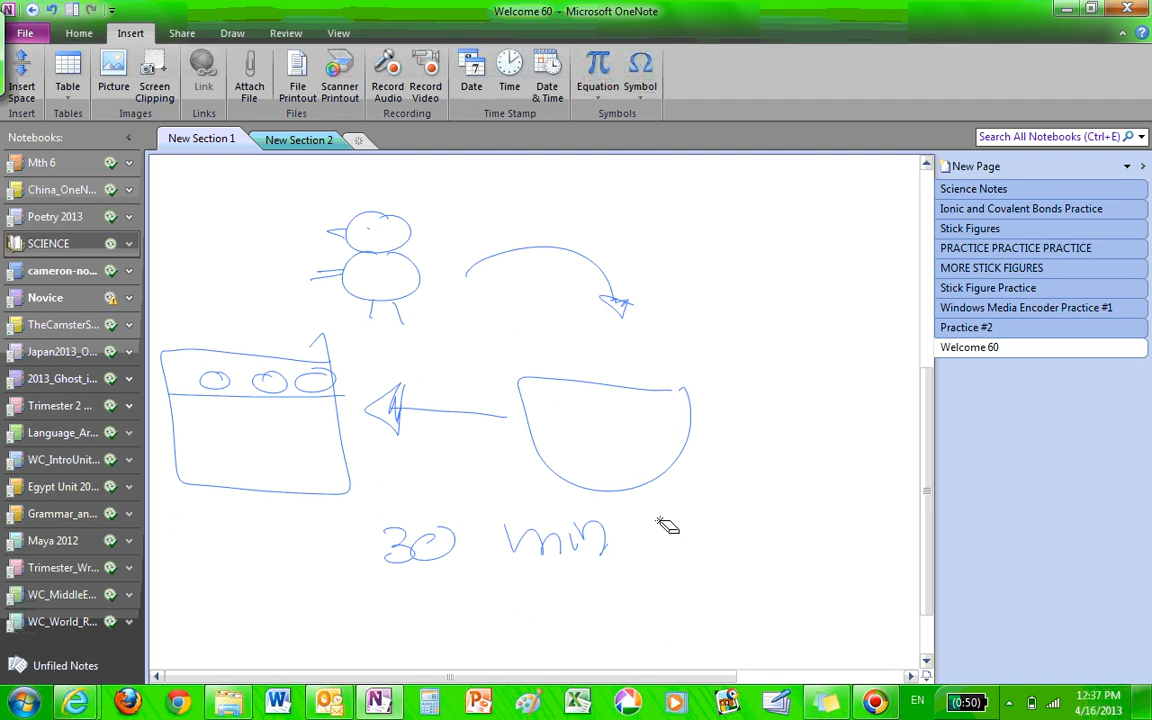 Welcome 60 – Microsoft OneNote
File Home Insert Share Draw Review View
Insert Space Table Picture Screen Clipping Link Attach File File Printout Scanner Printout Record Audio Record Video Date Time Date & Time Equation Symbol
Insert Tables Images Links Files Recording Time Stamp Symbols
Notebooks:
New Section 1 New Section 2
Search All Notebooks (Ctrl+E)
Mth 6
China_OneN...
Poetry 2013
SCIENCE
cameron-no...
Novice
TheCamsterS...
Japan2013_O...
2013_Ghost_i...
Trimester 2 ...
Language_Ar...
WC_IntroUnit...
Egypt Unit 20...
Grammar_an...
Maya 2012
Trimester_Wr...
WC_MiddleE...
WC_World_R...
Unfiled Notes
30 min
New Page
Science Notes
Ionic and Covalent Bonds Practice
Stick Figures
PRACTICE PRACTICE PRACTICE
MORE STICK FIGURES
Stick Figure Practice
Windows Media Encoder Practice #1
Practice #2
Welcome 60
EN (0:50) 12:37 PM
4/16/2013